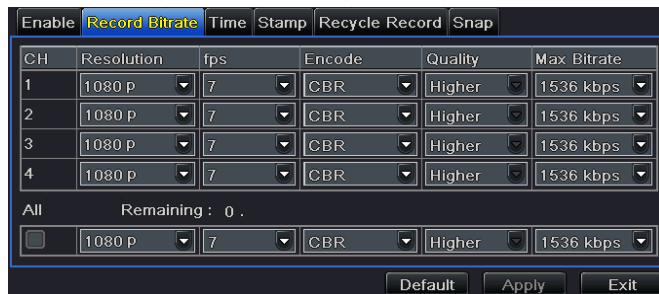 Enable Record Bitrate Time Stamp Recycle Record Snap
CH Resolution fps Encode Quality Max Bitrate
1 1080 P 7 CBR Higher 1536 kbps
2 1080 P 7 CBR Higher 1536 kbps
3 1080 P 7 CBR Higher 1536 kbps
4 1080 P 7 CBR Higher 1536 kbps
All Remaining : 0 .
1080 P 7 CBR Higher 1536 kbps
Default Apply Exit